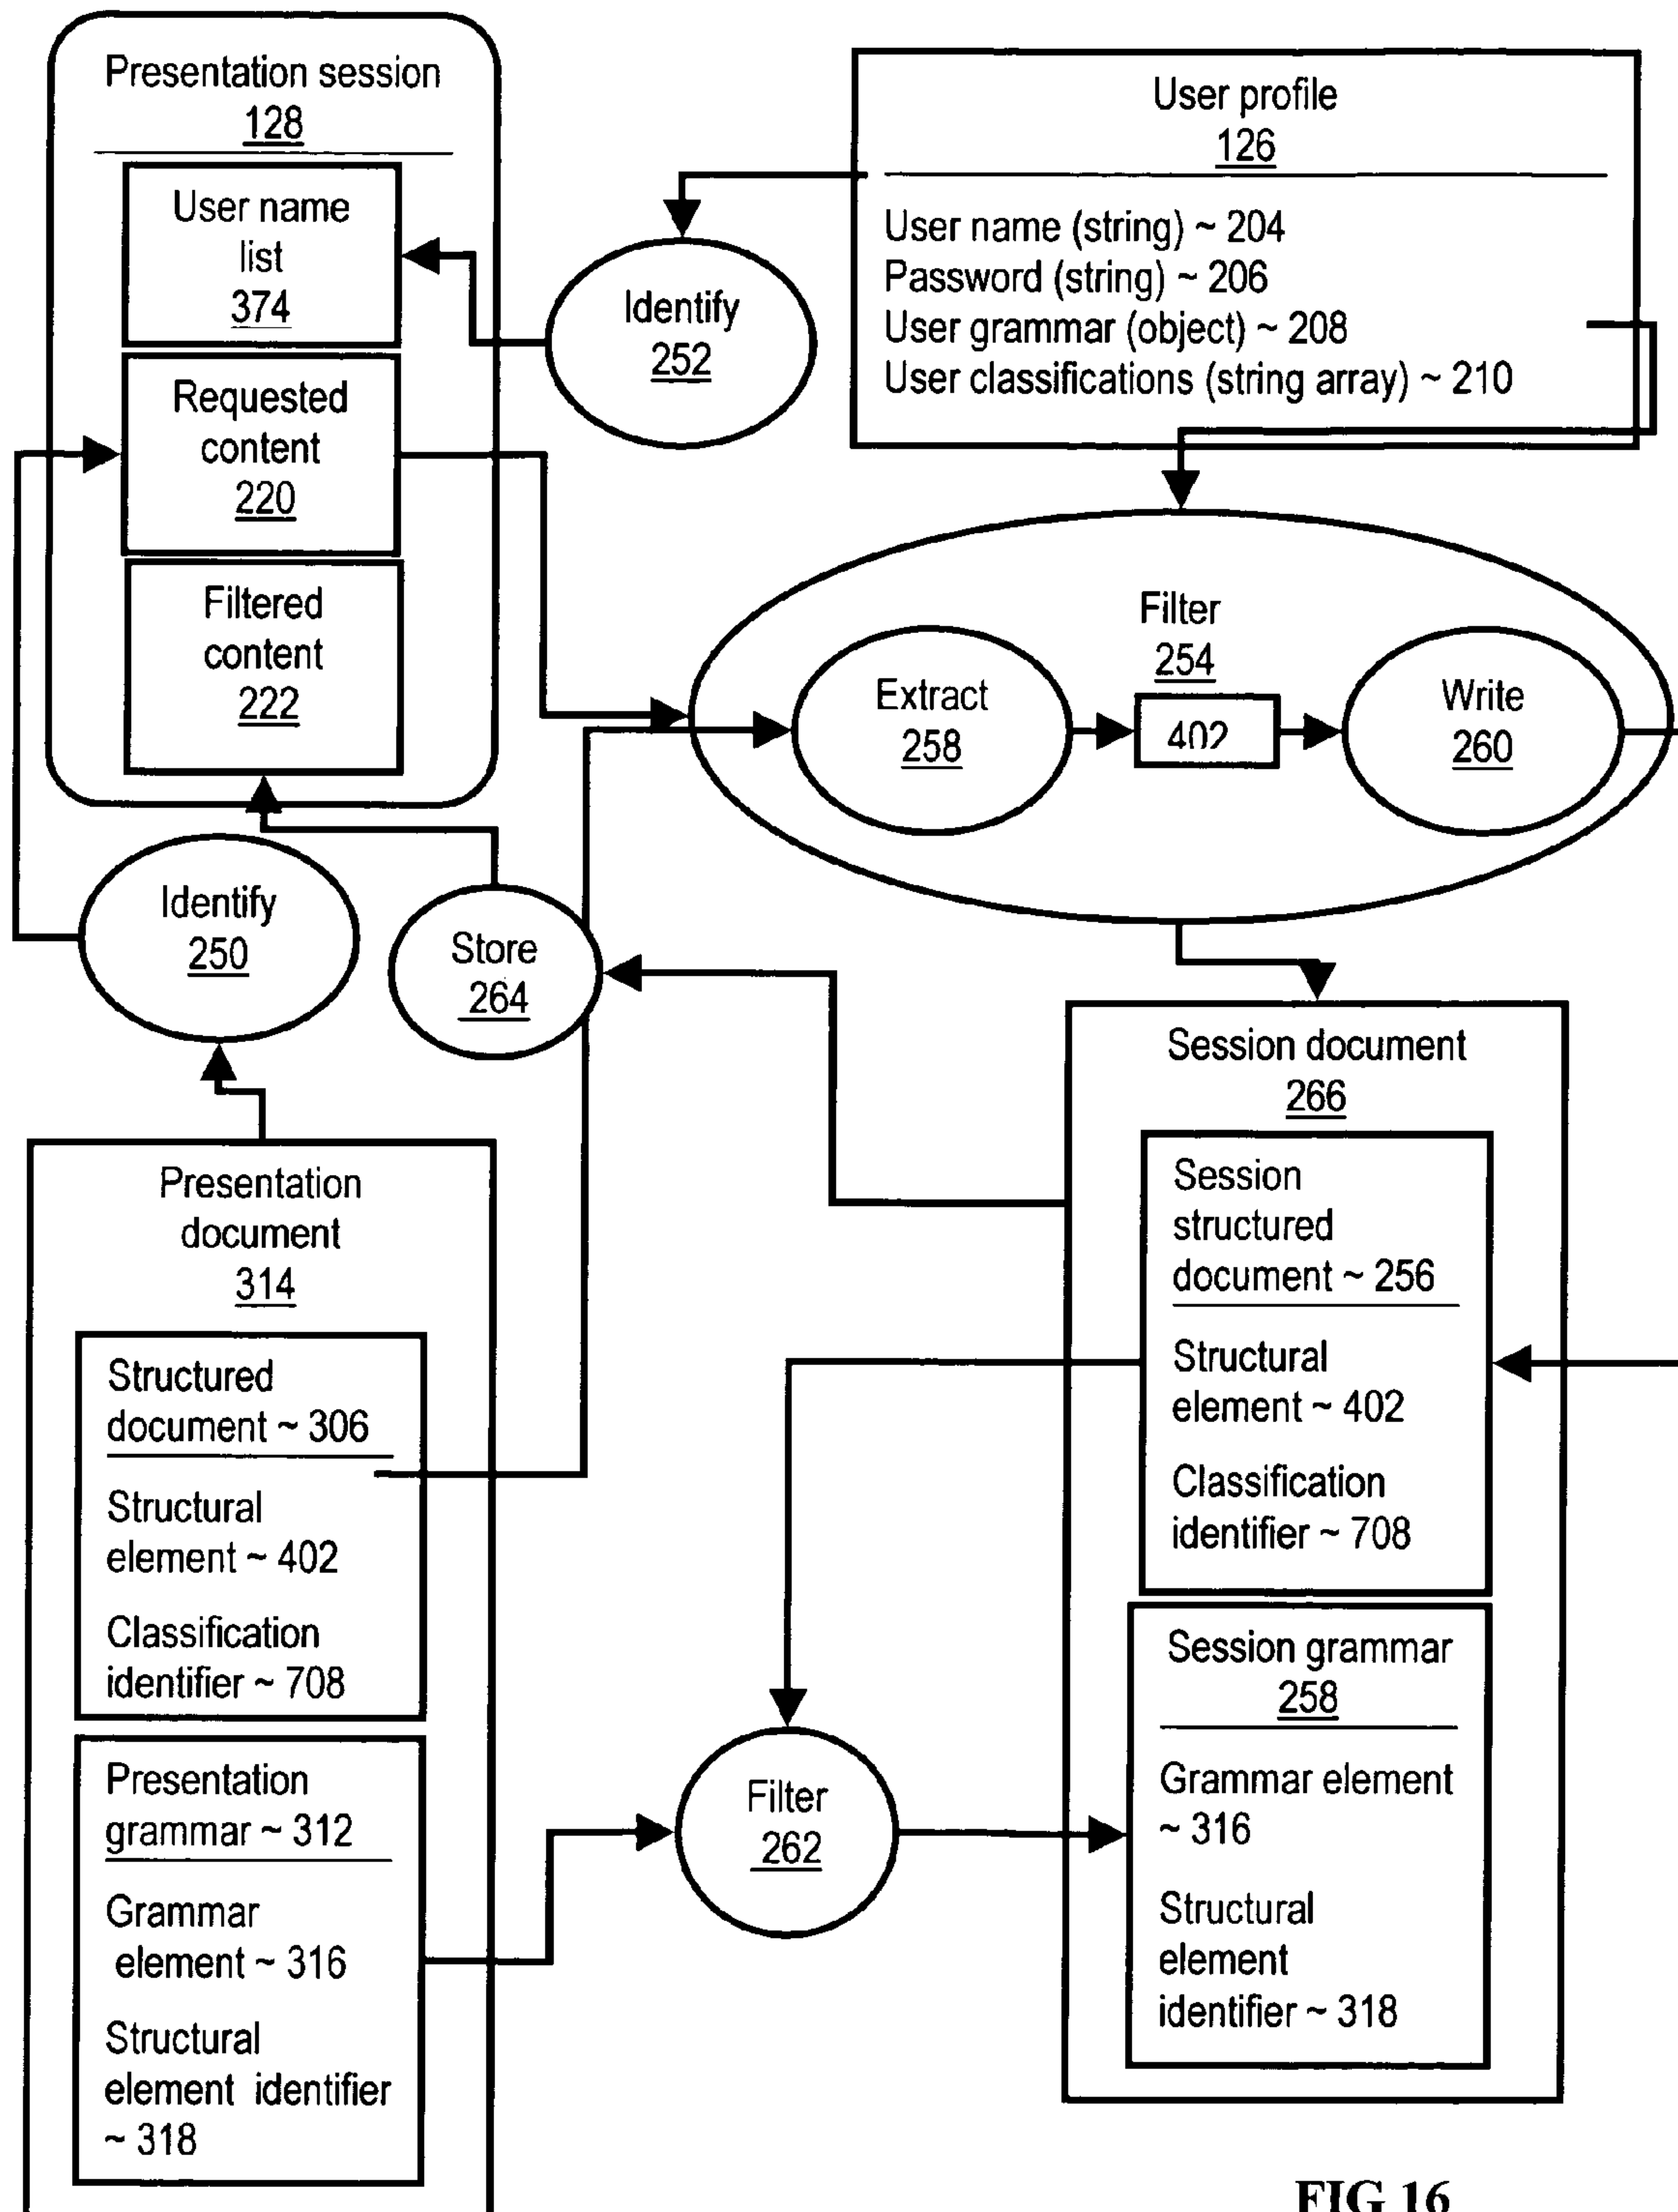 Presentation session
128
User name
list
374
Requested
content
220
Filtered
content
222
User profile
126
User name (string) ~ 204
Password (string) ~ 206
User grammar (object) ~ 208
User classifications (string array) ~ 210
Identify
252
Filter
254
Extract
258
402
Write
260
Identify
250
Store
264
Session document
266
Session
structured
document ~ 256
Structural
element ~ 402
Classification
identifier ~ 708
Session grammar
258
Grammar element
~ 316
Structural
element
identifier ~ 318
Presentation
document
314
Structured
document ~ 306
Structural
element ~ 402
Classification
identifier ~ 708
Presentation
grammar ~ 312
Grammar
element ~ 316
Structural
element identifier
~ 318
Filter
262
FIG 16